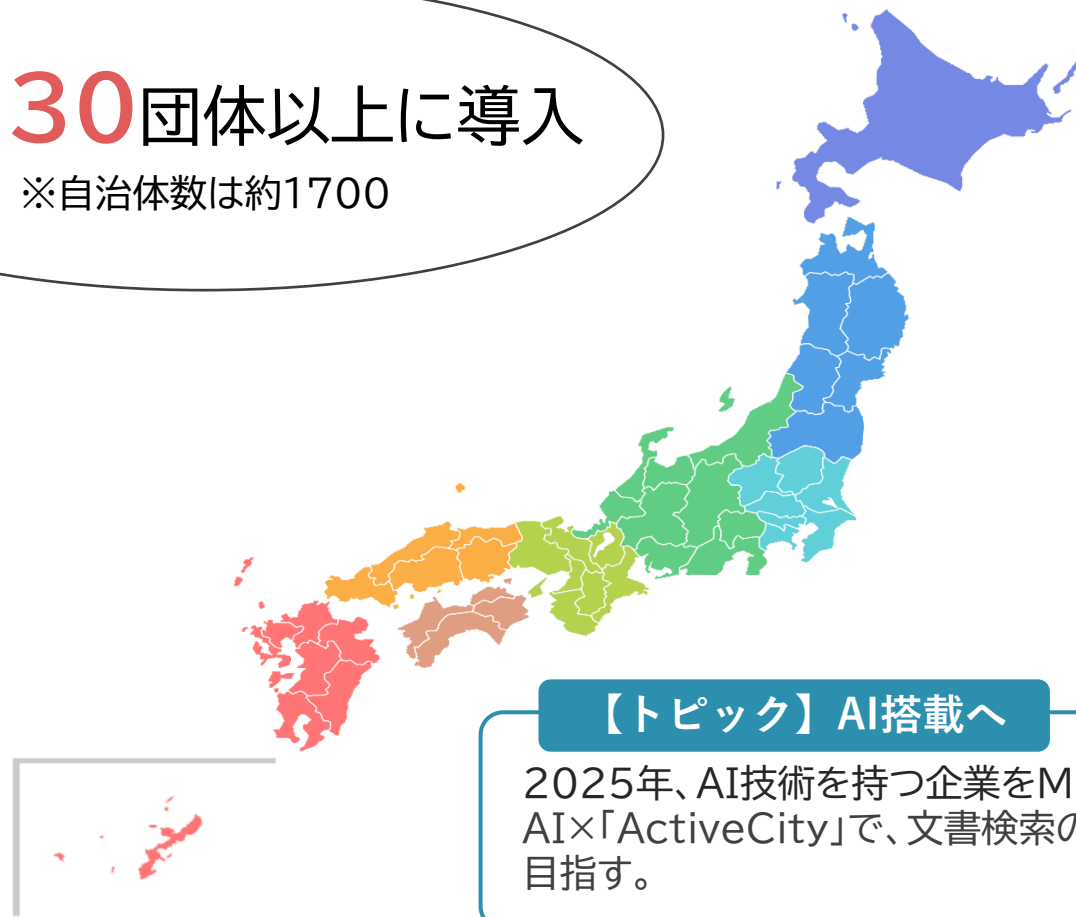 30団体以上に導入
※自治体数は約1700
【トピック】AI搭載へ
2025年、AI技術を持つ企業をM
AI×「ActiveCity」で、文書検索の
目指す。